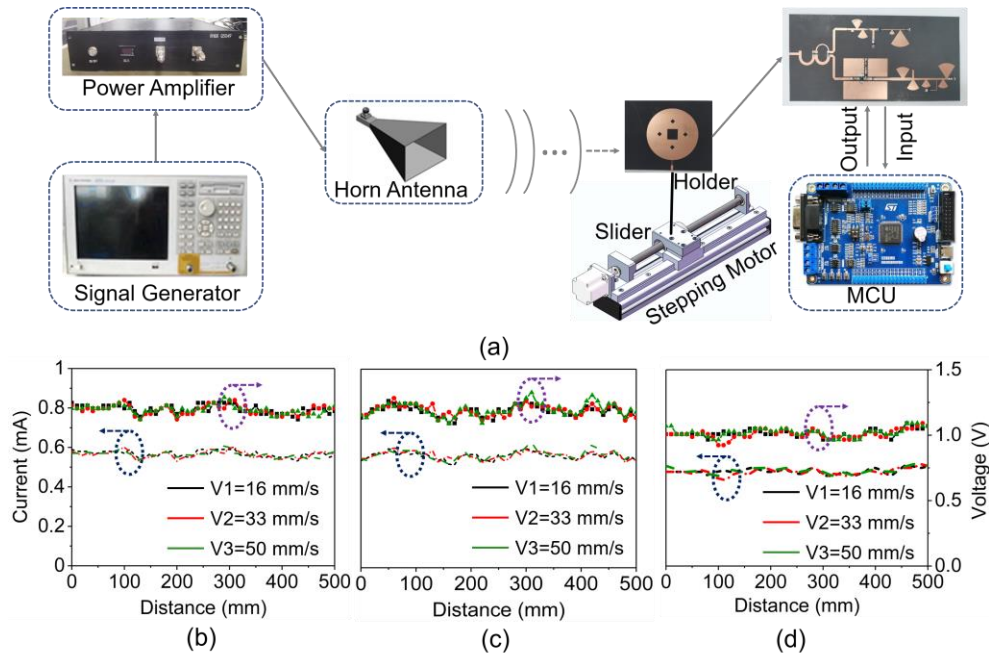 Power Amplifier
Signal Generator
Horn Antenna
Holder
Slider
Stepping Motor
Output
Input
MCU
(a)
Current (mA)
1
0.8
0.6
0.4
0.2
0
V1=16 mm/s
V2=33 mm/s
V3=50 mm/s
0 100 200 300 400 500
Distance (mm)
(b)
V1=16 mm/s
V2=33 mm/s
V3=50 mm/s
0 100 200 300 400 500
Distance (mm)
(c)
V1=16 mm/s
V2=33 mm/s
V3=50 mm/s
0 100 200 300 400 500
Distance (mm)
(d)
1.5
1.0
0.5
0.0
Voltage (V)